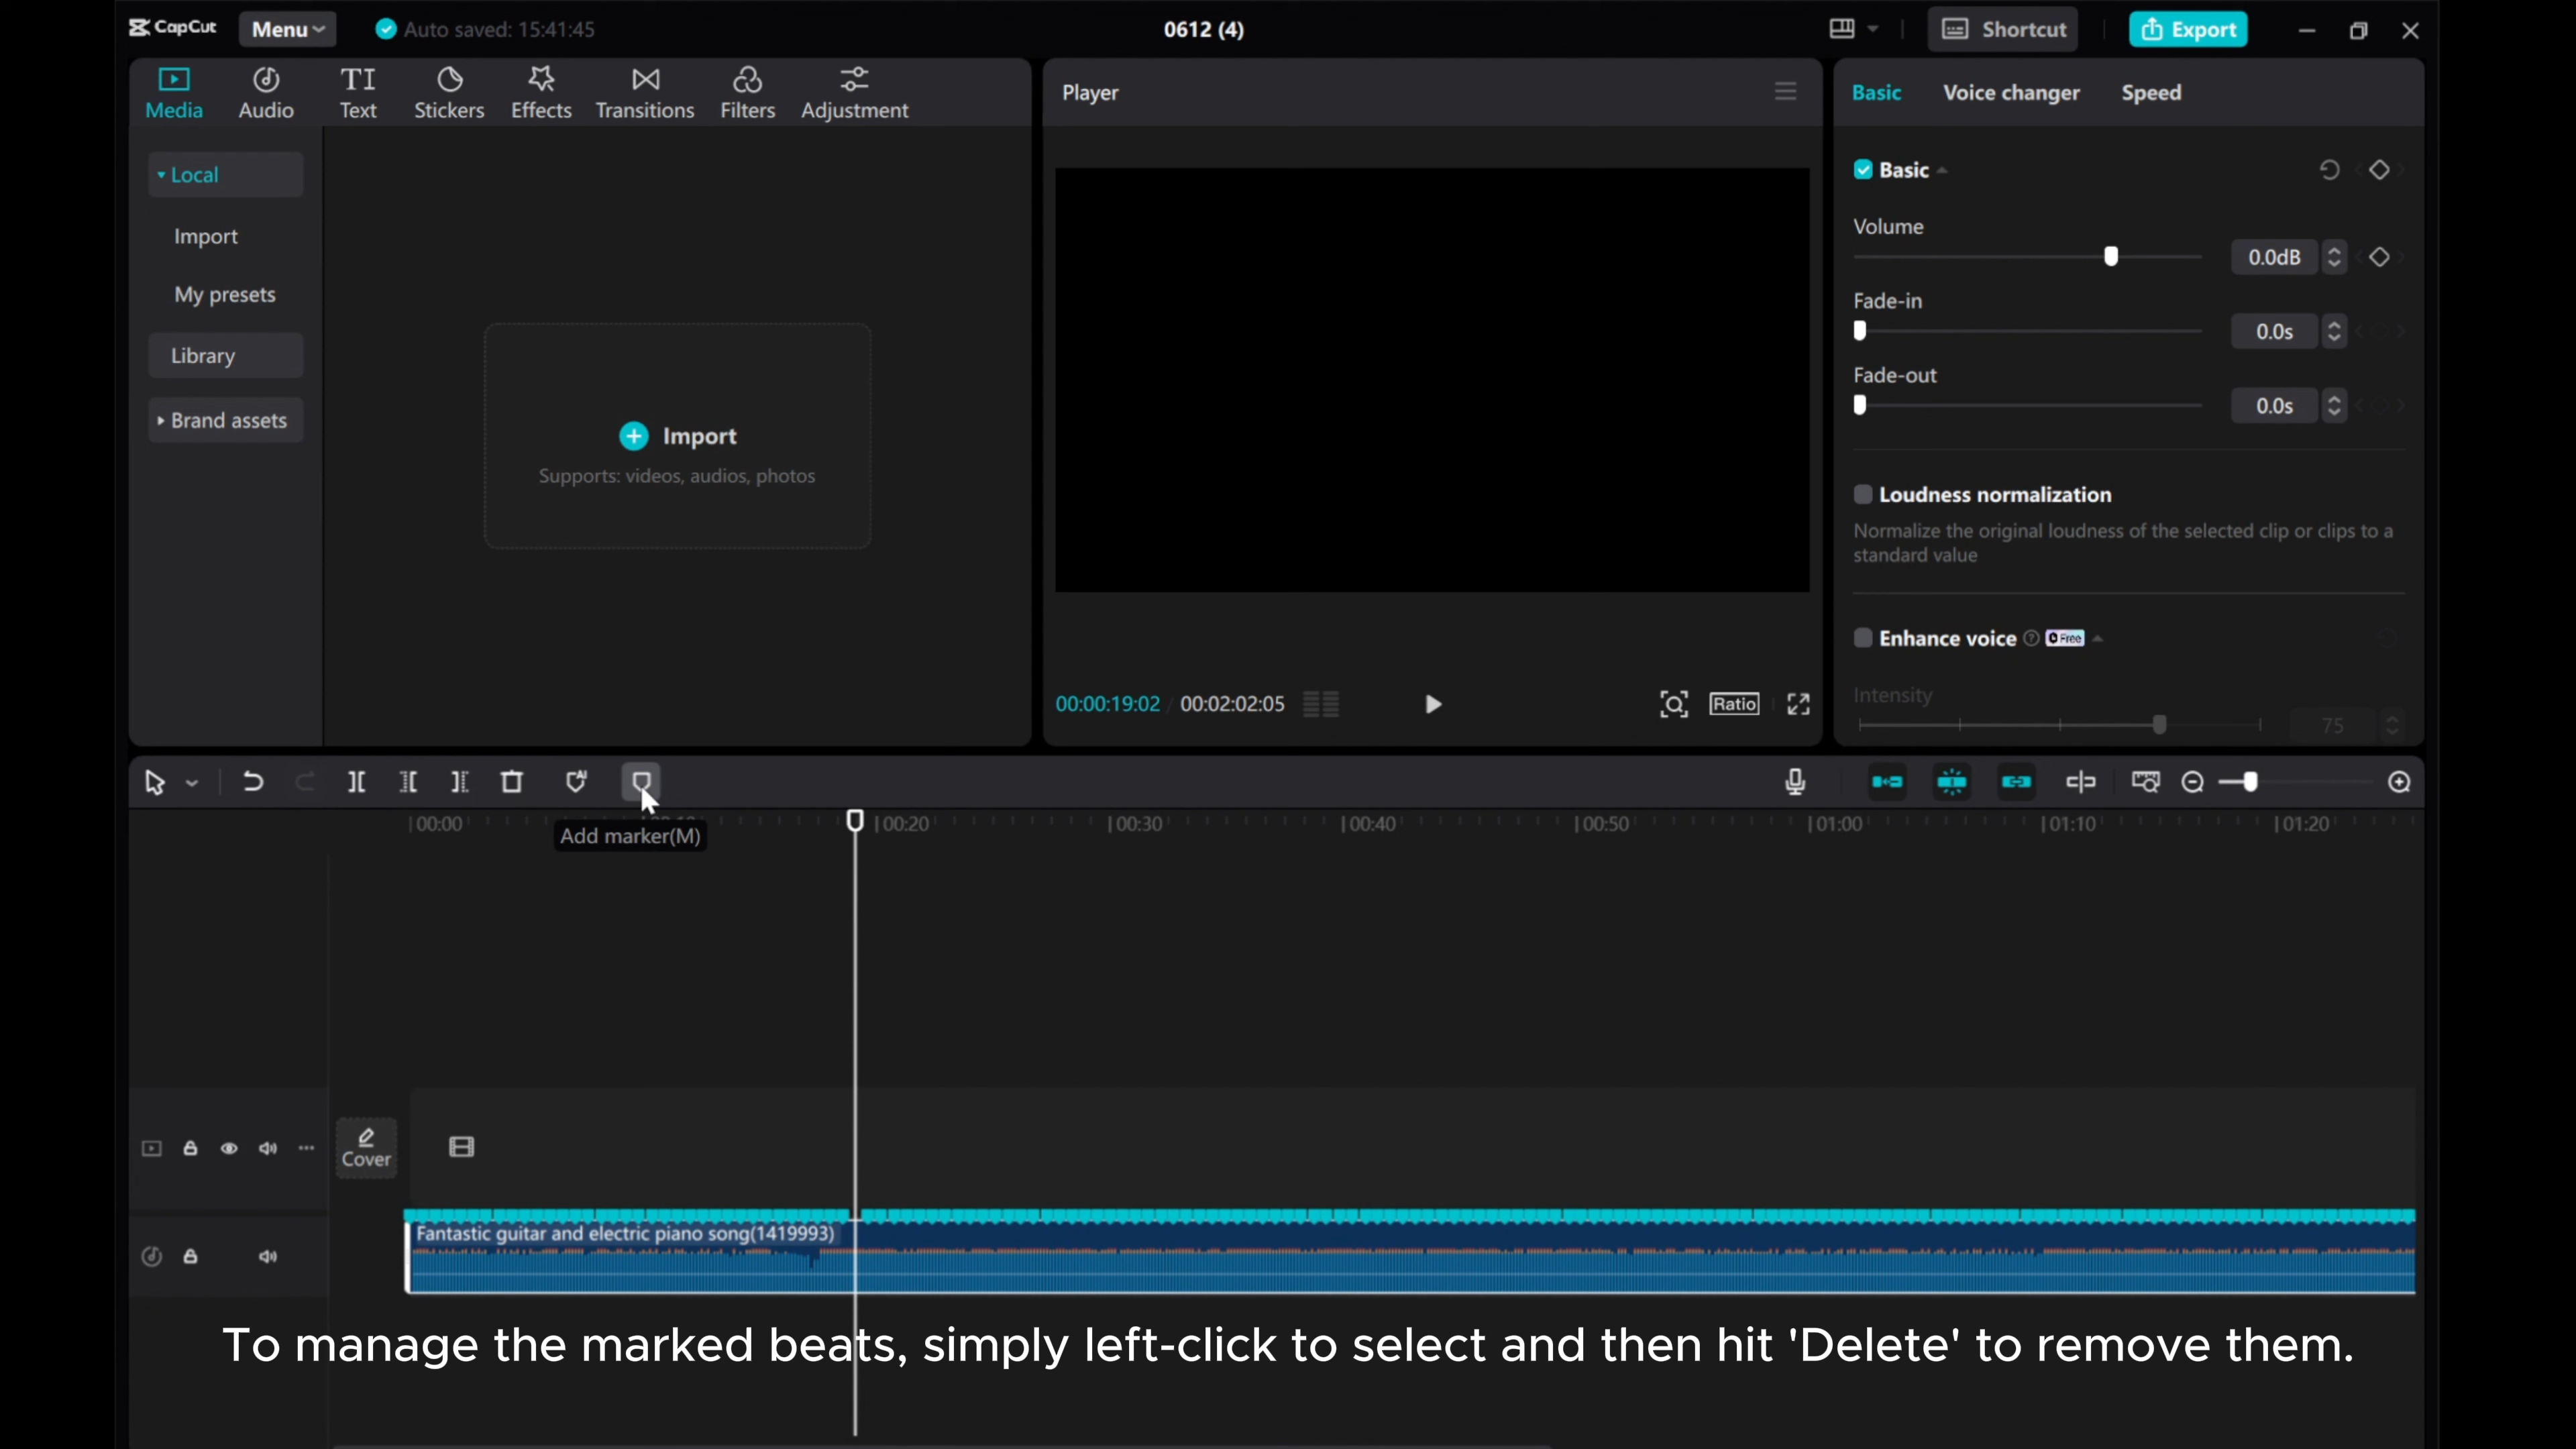 CapCut
Menu
Auto saved: 15:41:45
0612 (4)
Shortcut
Export
Media
Audio
TI
Text
Stickers
Effects
Transitions
Filters
Adjustment
Local
Import
My presets
Library
Brand assets
Import
Supports: videos, audios, photos
Player
00:00:19:02 / 00:02:02:05
Ratio
Basic
Voice changer
Speed
Basic
Volume
0.0dB
Fade-in
0.0s
Fade-out
0.0s
Loudness normalization
Normalize the original loudness of the selected clip or clips to a
standard value
Enhance voice
Free
Intensity
75
AI
00:00
00:20
00:30
00:40
00:50
01:00
01:10
01:20
Add marker(M)
Cover
Fantastic guitar and electric piano song(1419993)
To manage the marked beats, simply left-click to select and then hit 'Delete' to remove them.